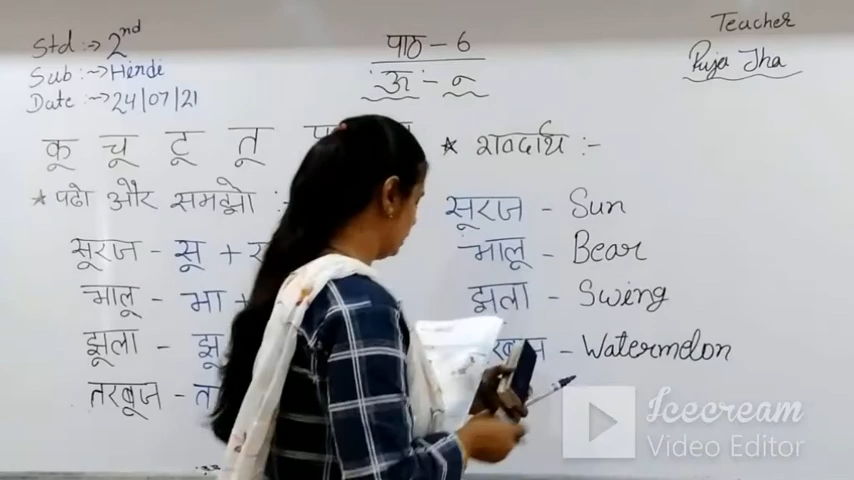 Std :~> 2nd
Sub :~> Hindi
Date :~> 24/07/21
पाठ - 6
ऊ :- ू
Teacher
Puja Jha
कू चू टू तू
* पढो और समझो :-
सूरज - सू +
भालू - भा +
झूला - झू
तरबूज - त
* शब्दार्थ :-
सूरज - Sun
भालू - Bear
झूला - Swing
रबूज - Watermelon
Icecream
Video Editor